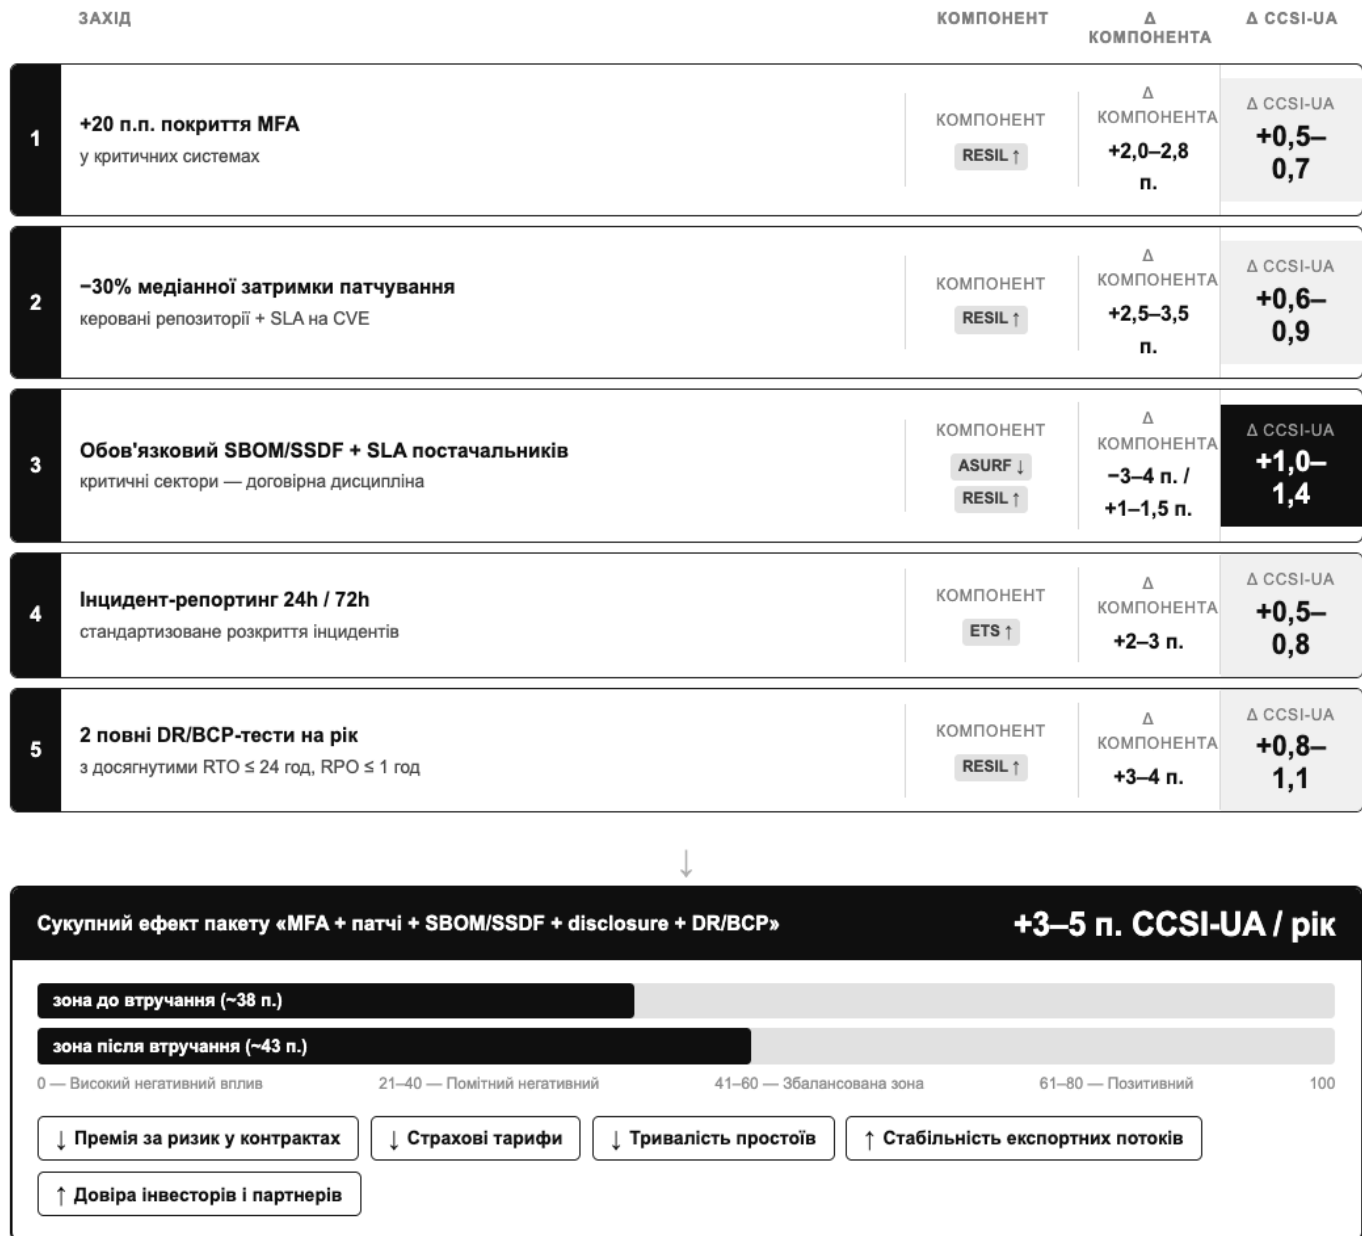 ЗАХІД
КОМПОНЕНТ
Δ
КОМПОНЕНТА
Δ CCSI-UA
1
+20 п.п. покриття MFA
у критичних системах
КОМПОНЕНТ
RESIL ↑
Δ
КОМПОНЕНТА
+2,0–2,8
п.
Δ CCSI-UA
+0,5–
0,7
2
−30% медіанної затримки патчування
керовані репозиторії + SLA на CVE
КОМПОНЕНТ
RESIL ↑
Δ
КОМПОНЕНТА
+2,5–3,5
п.
Δ CCSI-UA
+0,6–
0,9
3
Обов'язковий SBOM/SSDF + SLA постачальників
критичні сектори — договірна дисципліна
КОМПОНЕНТ
ASURF ↓
RESIL ↑
Δ
КОМПОНЕНТА
−3–4 п. /
+1–1,5 п.
Δ CCSI-UA
+1,0–
1,4
4
Інцидент-репортинг 24h / 72h
стандартизоване розкриття інцидентів
КОМПОНЕНТ
ETS ↑
Δ
КОМПОНЕНТА
+2–3 п.
Δ CCSI-UA
+0,5–
0,8
5
2 повні DR/BCP-тести на рік
з досягнутими RTO ≤ 24 год, RPO ≤ 1 год
КОМПОНЕНТ
RESIL ↑
Δ
КОМПОНЕНТА
+3–4 п.
Δ CCSI-UA
+0,8–
1,1
↓
Сукупний ефект пакету «MFA + патчі + SBOM/SSDF + disclosure + DR/BCP»
+3–5 п. CCSI-UA / рік
зона до втручання (~38 п.)
зона після втручання (~43 п.)
0 — Високий негативний вплив
21–40 — Помітний негативний
41–60 — Збалансована зона
61–80 — Позитивний
100
↓ Премія за ризик у контрактах
↓ Страхові тарифи
↓ Тривалість простоїв
↑ Стабільність експортних потоків
↑ Довіра інвесторів і партнерів